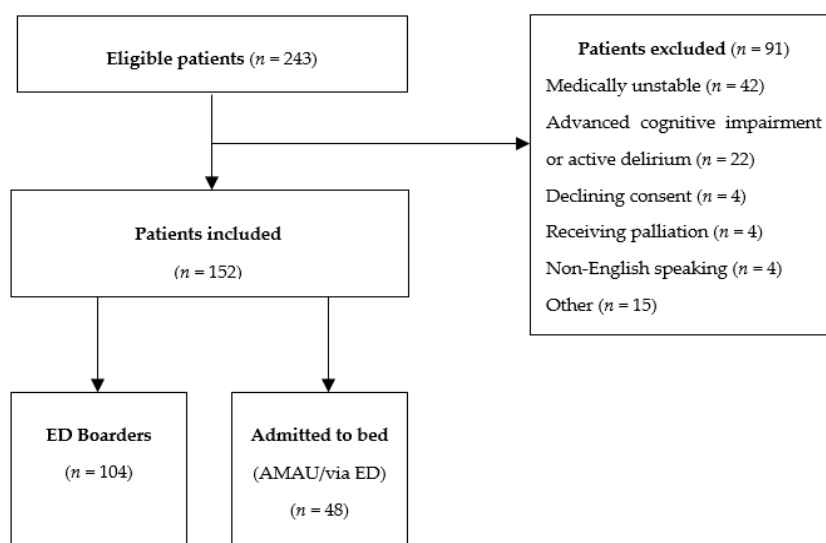 Eligible patients (n = 243)
Patients excluded (n = 91)
Medically unstable (n = 42)
Advanced cognitive impairment
or active delirium (n = 22)
Declining consent (n = 4)
Receiving palliation (n = 4)
Non-English speaking (n = 4)
Other (n = 15)
Patients included
(n = 152)
ED Boarders
(n = 104)
Admitted to bed
(AMAU/via ED)
(n = 48)